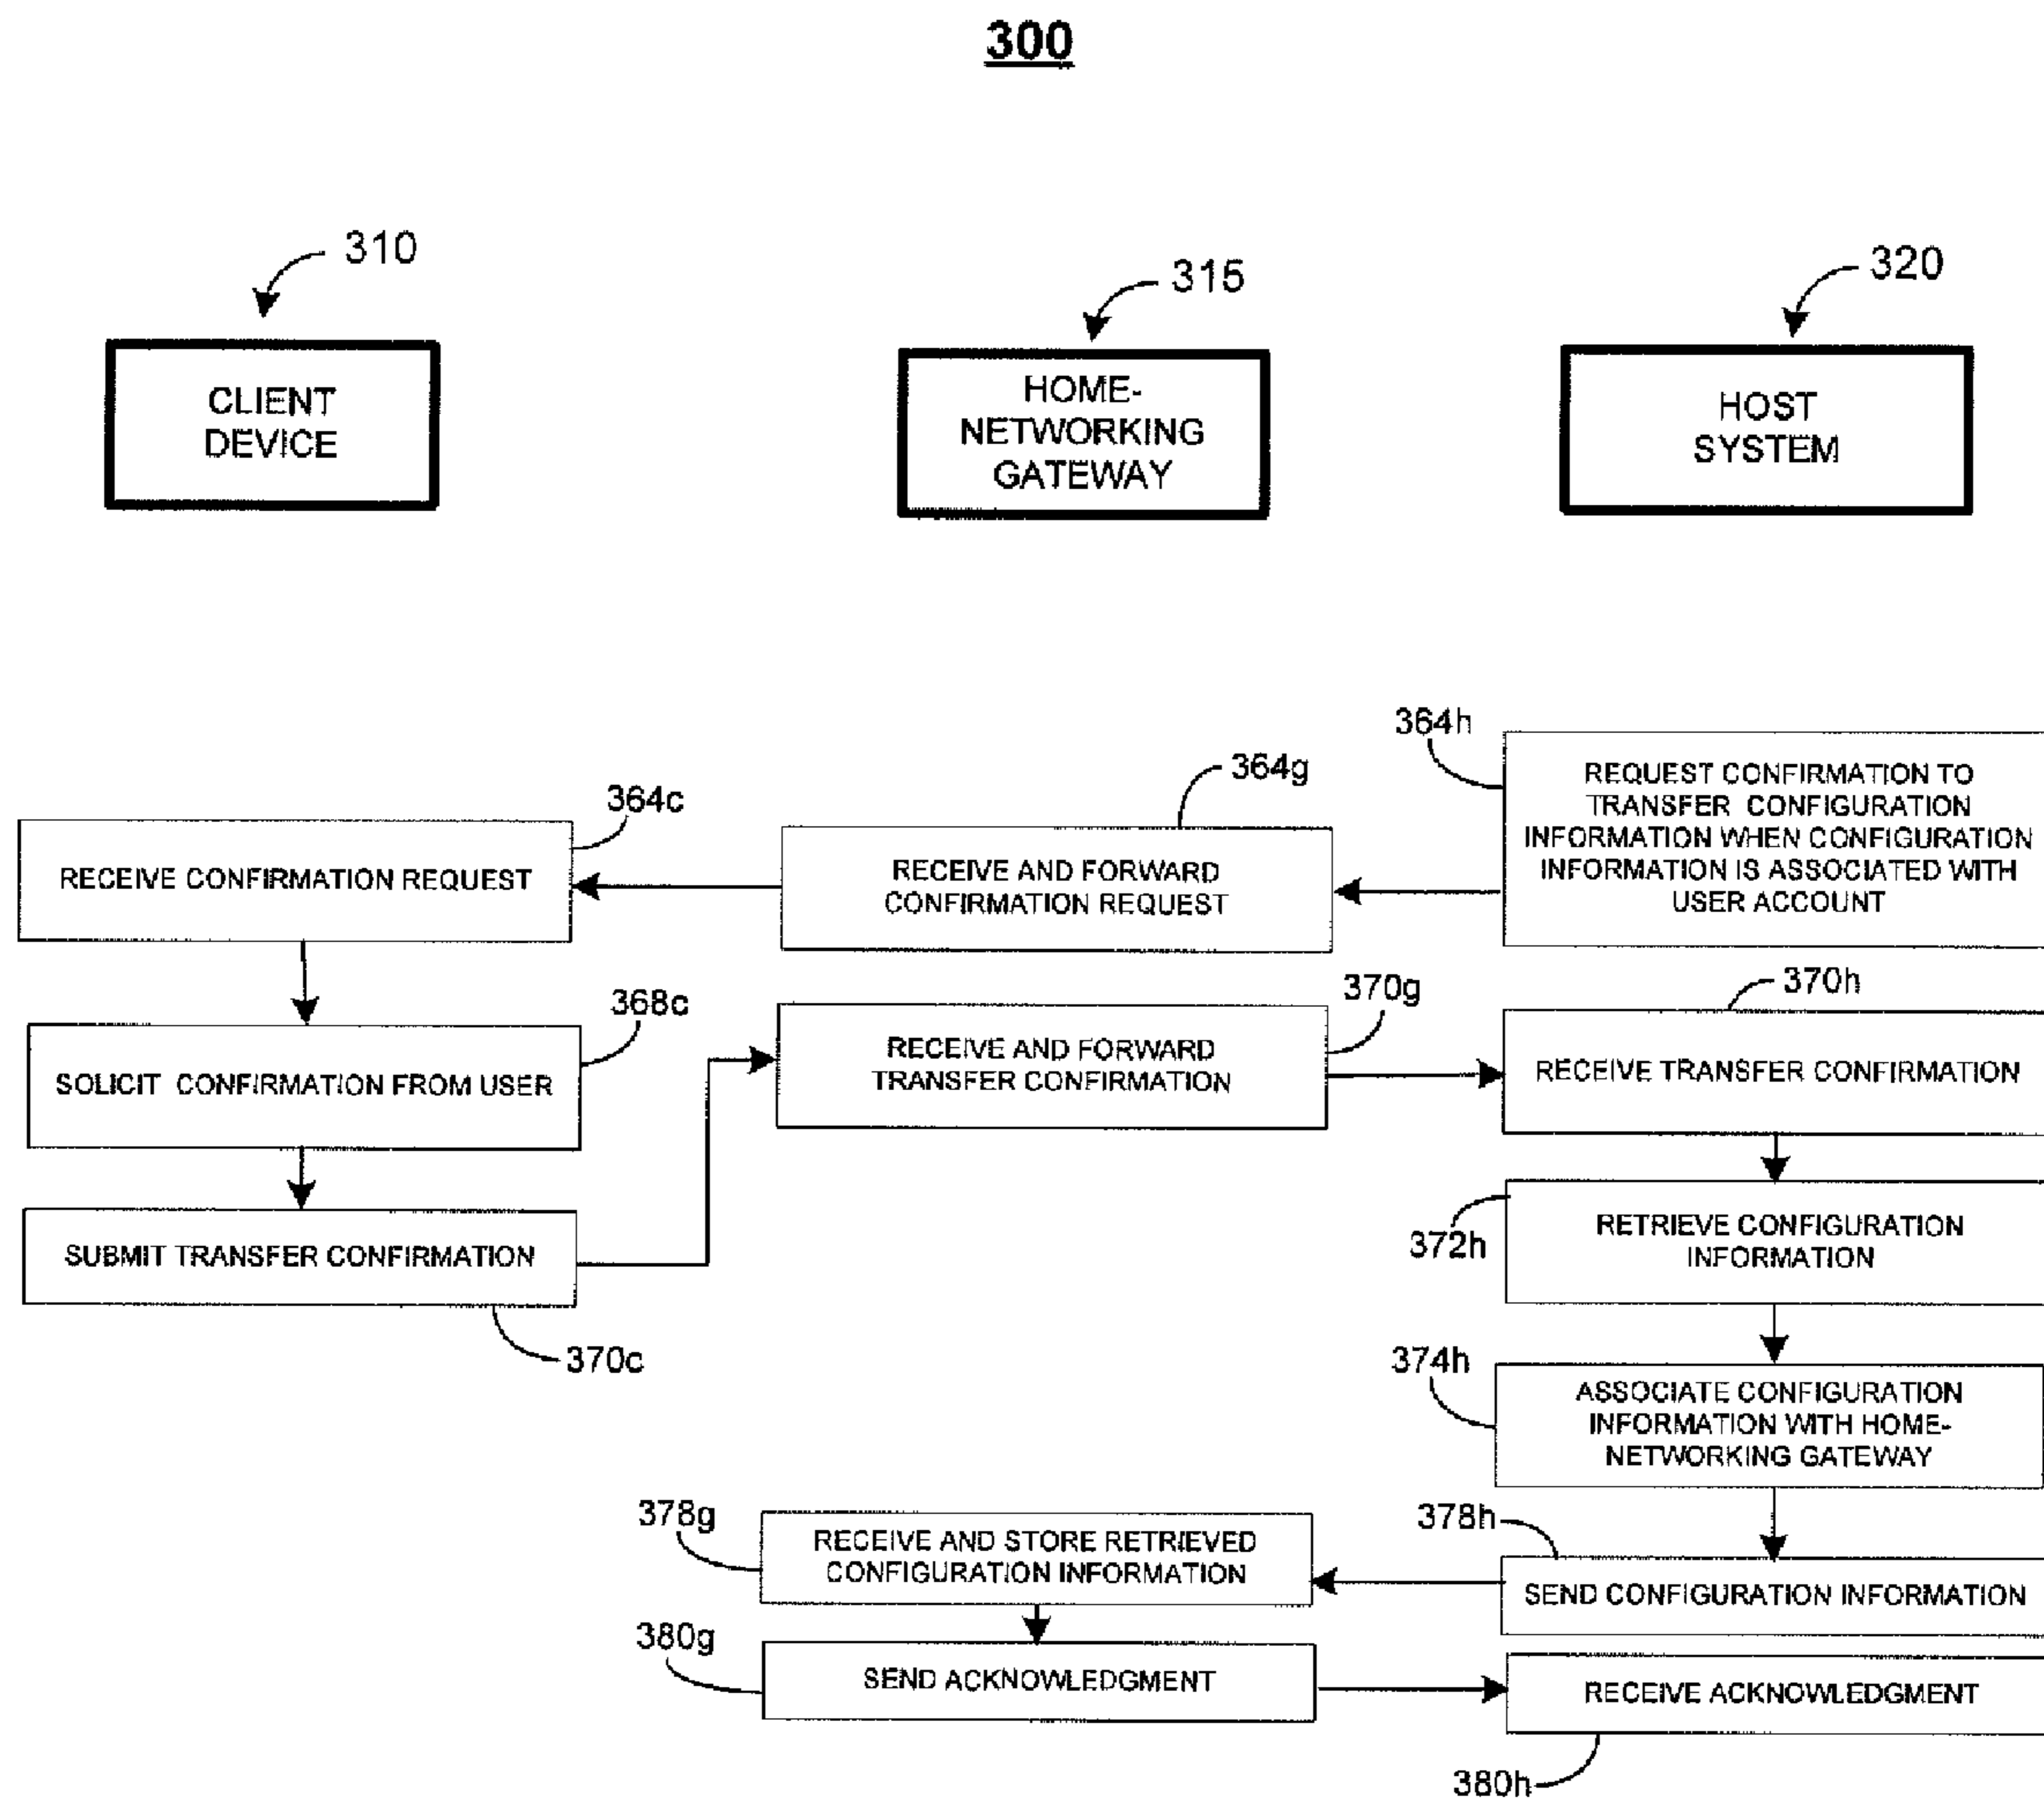 300
310
315
320
CLIENT
DEVICE
HOME-
NETWORKING
GATEWAY
HOST
SYSTEM
364h
REQUEST CONFIRMATION TO
TRANSFER CONFIGURATION
INFORMATION WHEN CONFIGURATION
INFORMATION IS ASSOCIATED WITH
USER ACCOUNT
364g
RECEIVE AND FORWARD
CONFIRMATION REQUEST
364c
RECEIVE CONFIRMATION REQUEST
368c
SOLICIT CONFIRMATION FROM USER
SUBMIT TRANSFER CONFIRMATION
370c
370g
RECEIVE AND FORWARD
TRANSFER CONFIRMATION
370h
RECEIVE TRANSFER CONFIRMATION
372h
RETRIEVE CONFIGURATION
INFORMATION
374h
ASSOCIATE CONFIGURATION
INFORMATION WITH HOME-
NETWORKING GATEWAY
378h
SEND CONFIGURATION INFORMATION
378g
RECEIVE AND STORE RETRIEVED
CONFIGURATION INFORMATION
380g
SEND ACKNOWLEDGMENT
RECEIVE ACKNOWLEDGMENT
380h